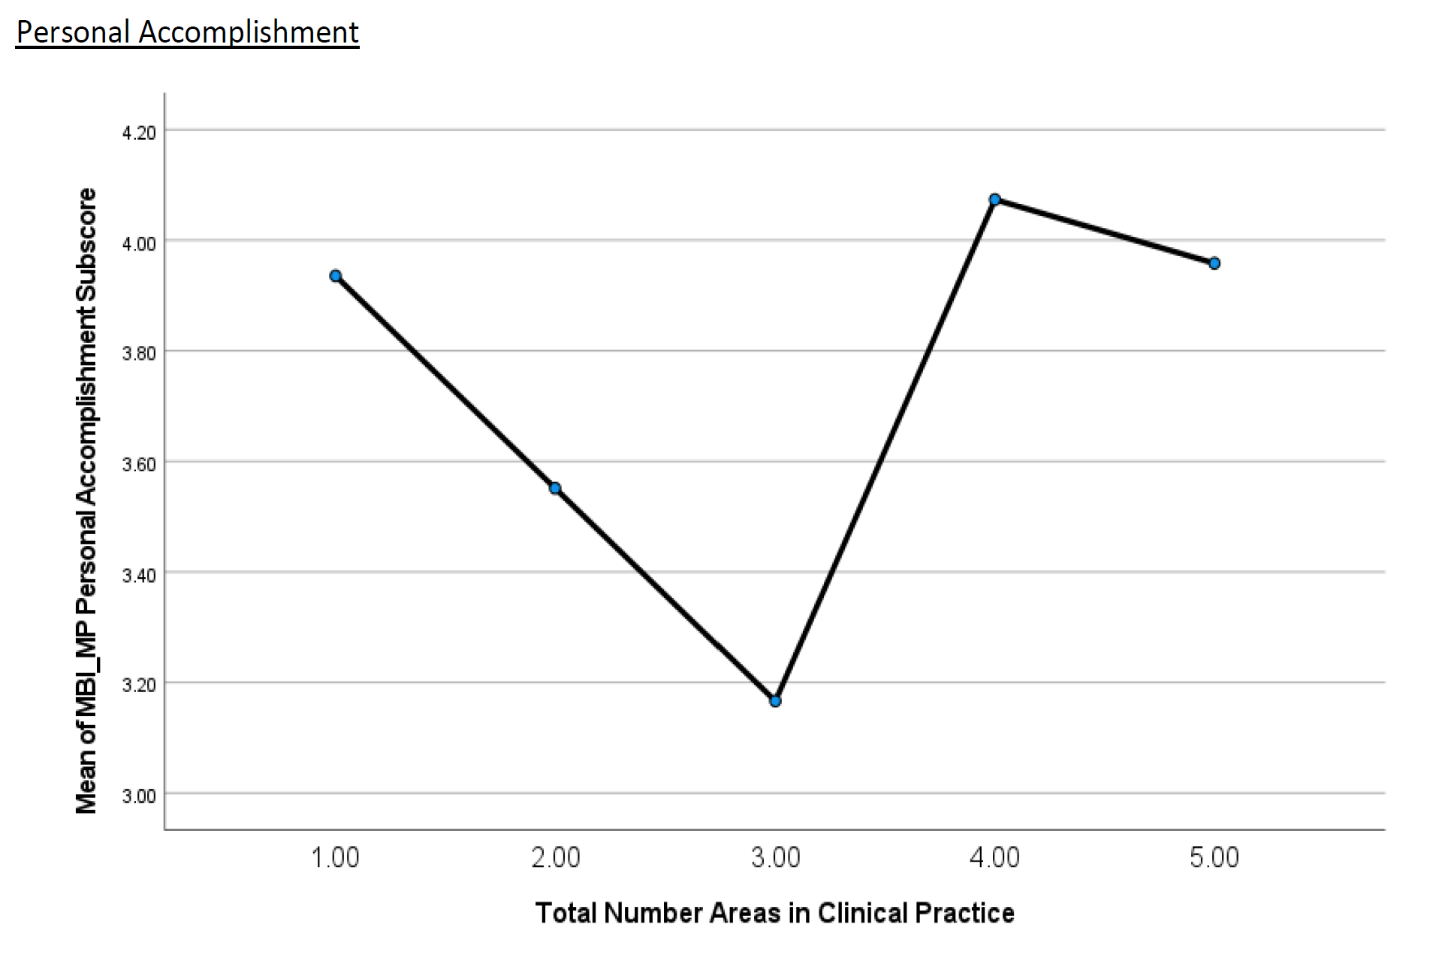 Personal Accomplishment
Mean of MBI_MP Personal Accomplishment Subscore
4.20
4.00
3.80
3.60
3.40
3.20
3.00
1.00 2.00 3.00 4.00 5.00
Total Number Areas in Clinical Practice